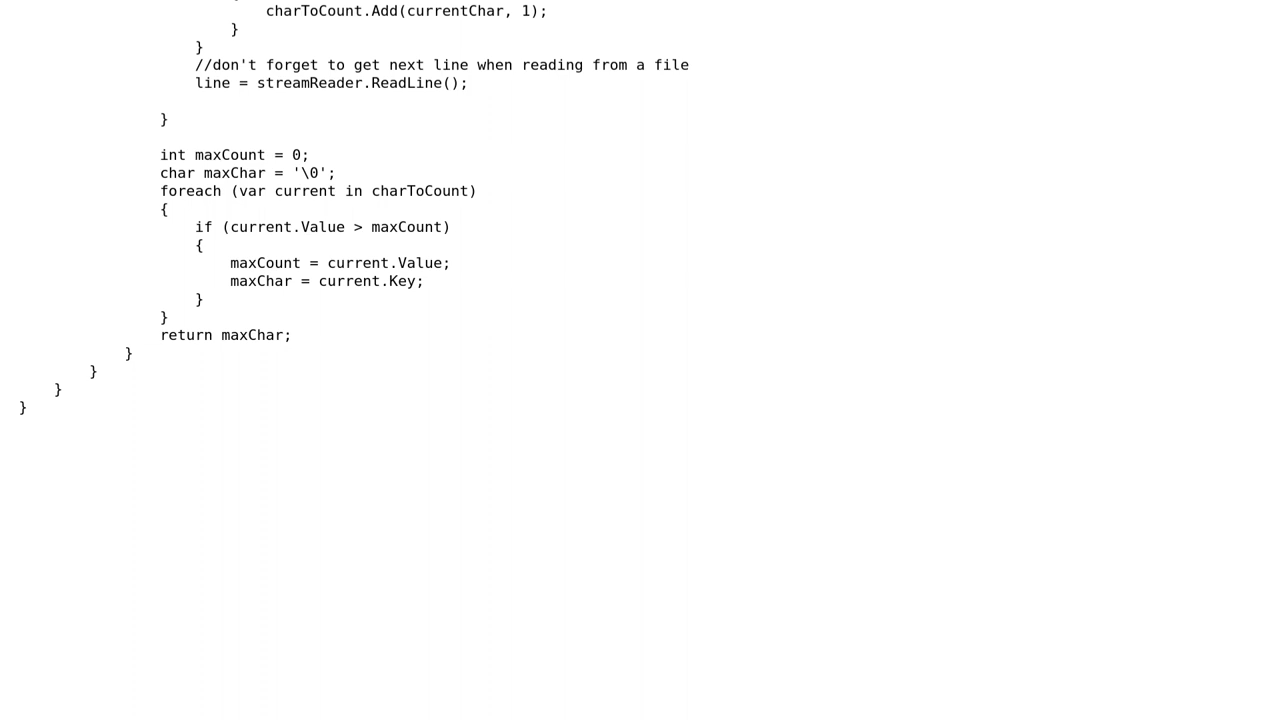 charToCount.Add(currentChar, 1);
}
}
//don't forget to get next line when reading from a file
line = streamReader.ReadLine();
}
int maxCount = 0;
char maxChar = '\0';
foreach (var current in charToCount)
{
if (current.Value > maxCount)
{
maxCount = current.Value;
maxChar = current.Key;
}
}
return maxChar;
}
}
}
}